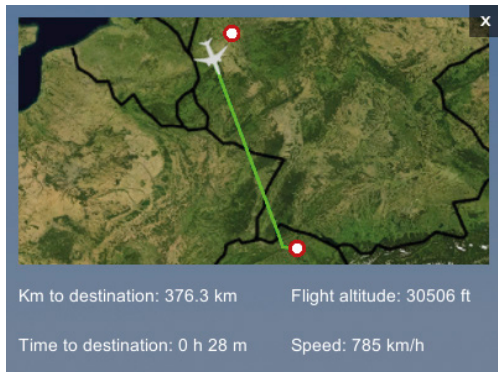 x
Km to destination: 376.3 km
Flight altitude: 30506 ft
Time to destination: 0 h 28 m
Speed: 785 km/h